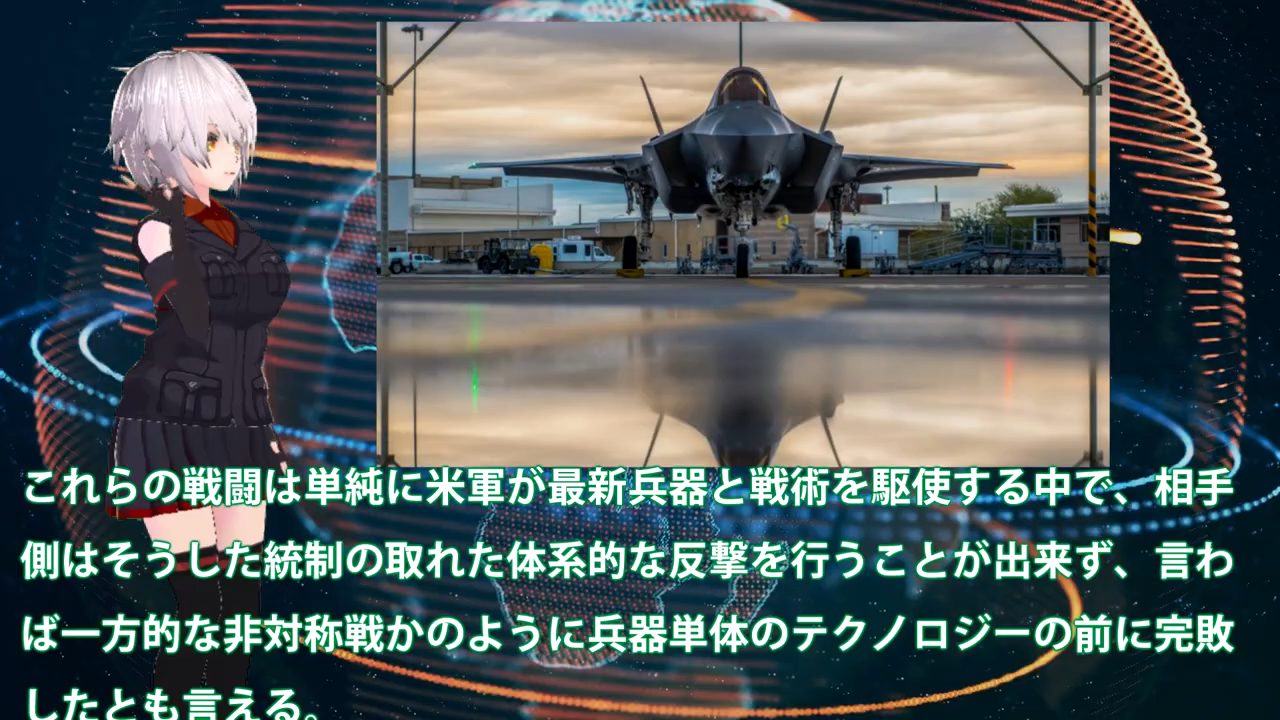 これらの戦闘は単純に米軍が最新兵器と戦術を駆使する中で、相手
側はそうした統制の取れた体系的な反撃を行うことが出来ず、言わ
ば一方的な非対称戦かのように兵器単体のテクノロジーの前に完敗
したとも言える。